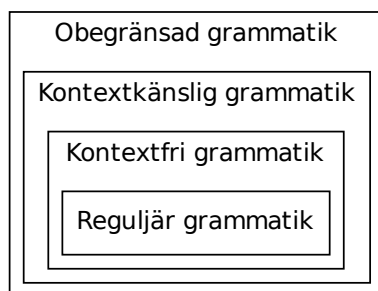 Obegränsad grammatik
Kontextkänslig grammatik
Kontextfri grammatik
Reguljär grammatik